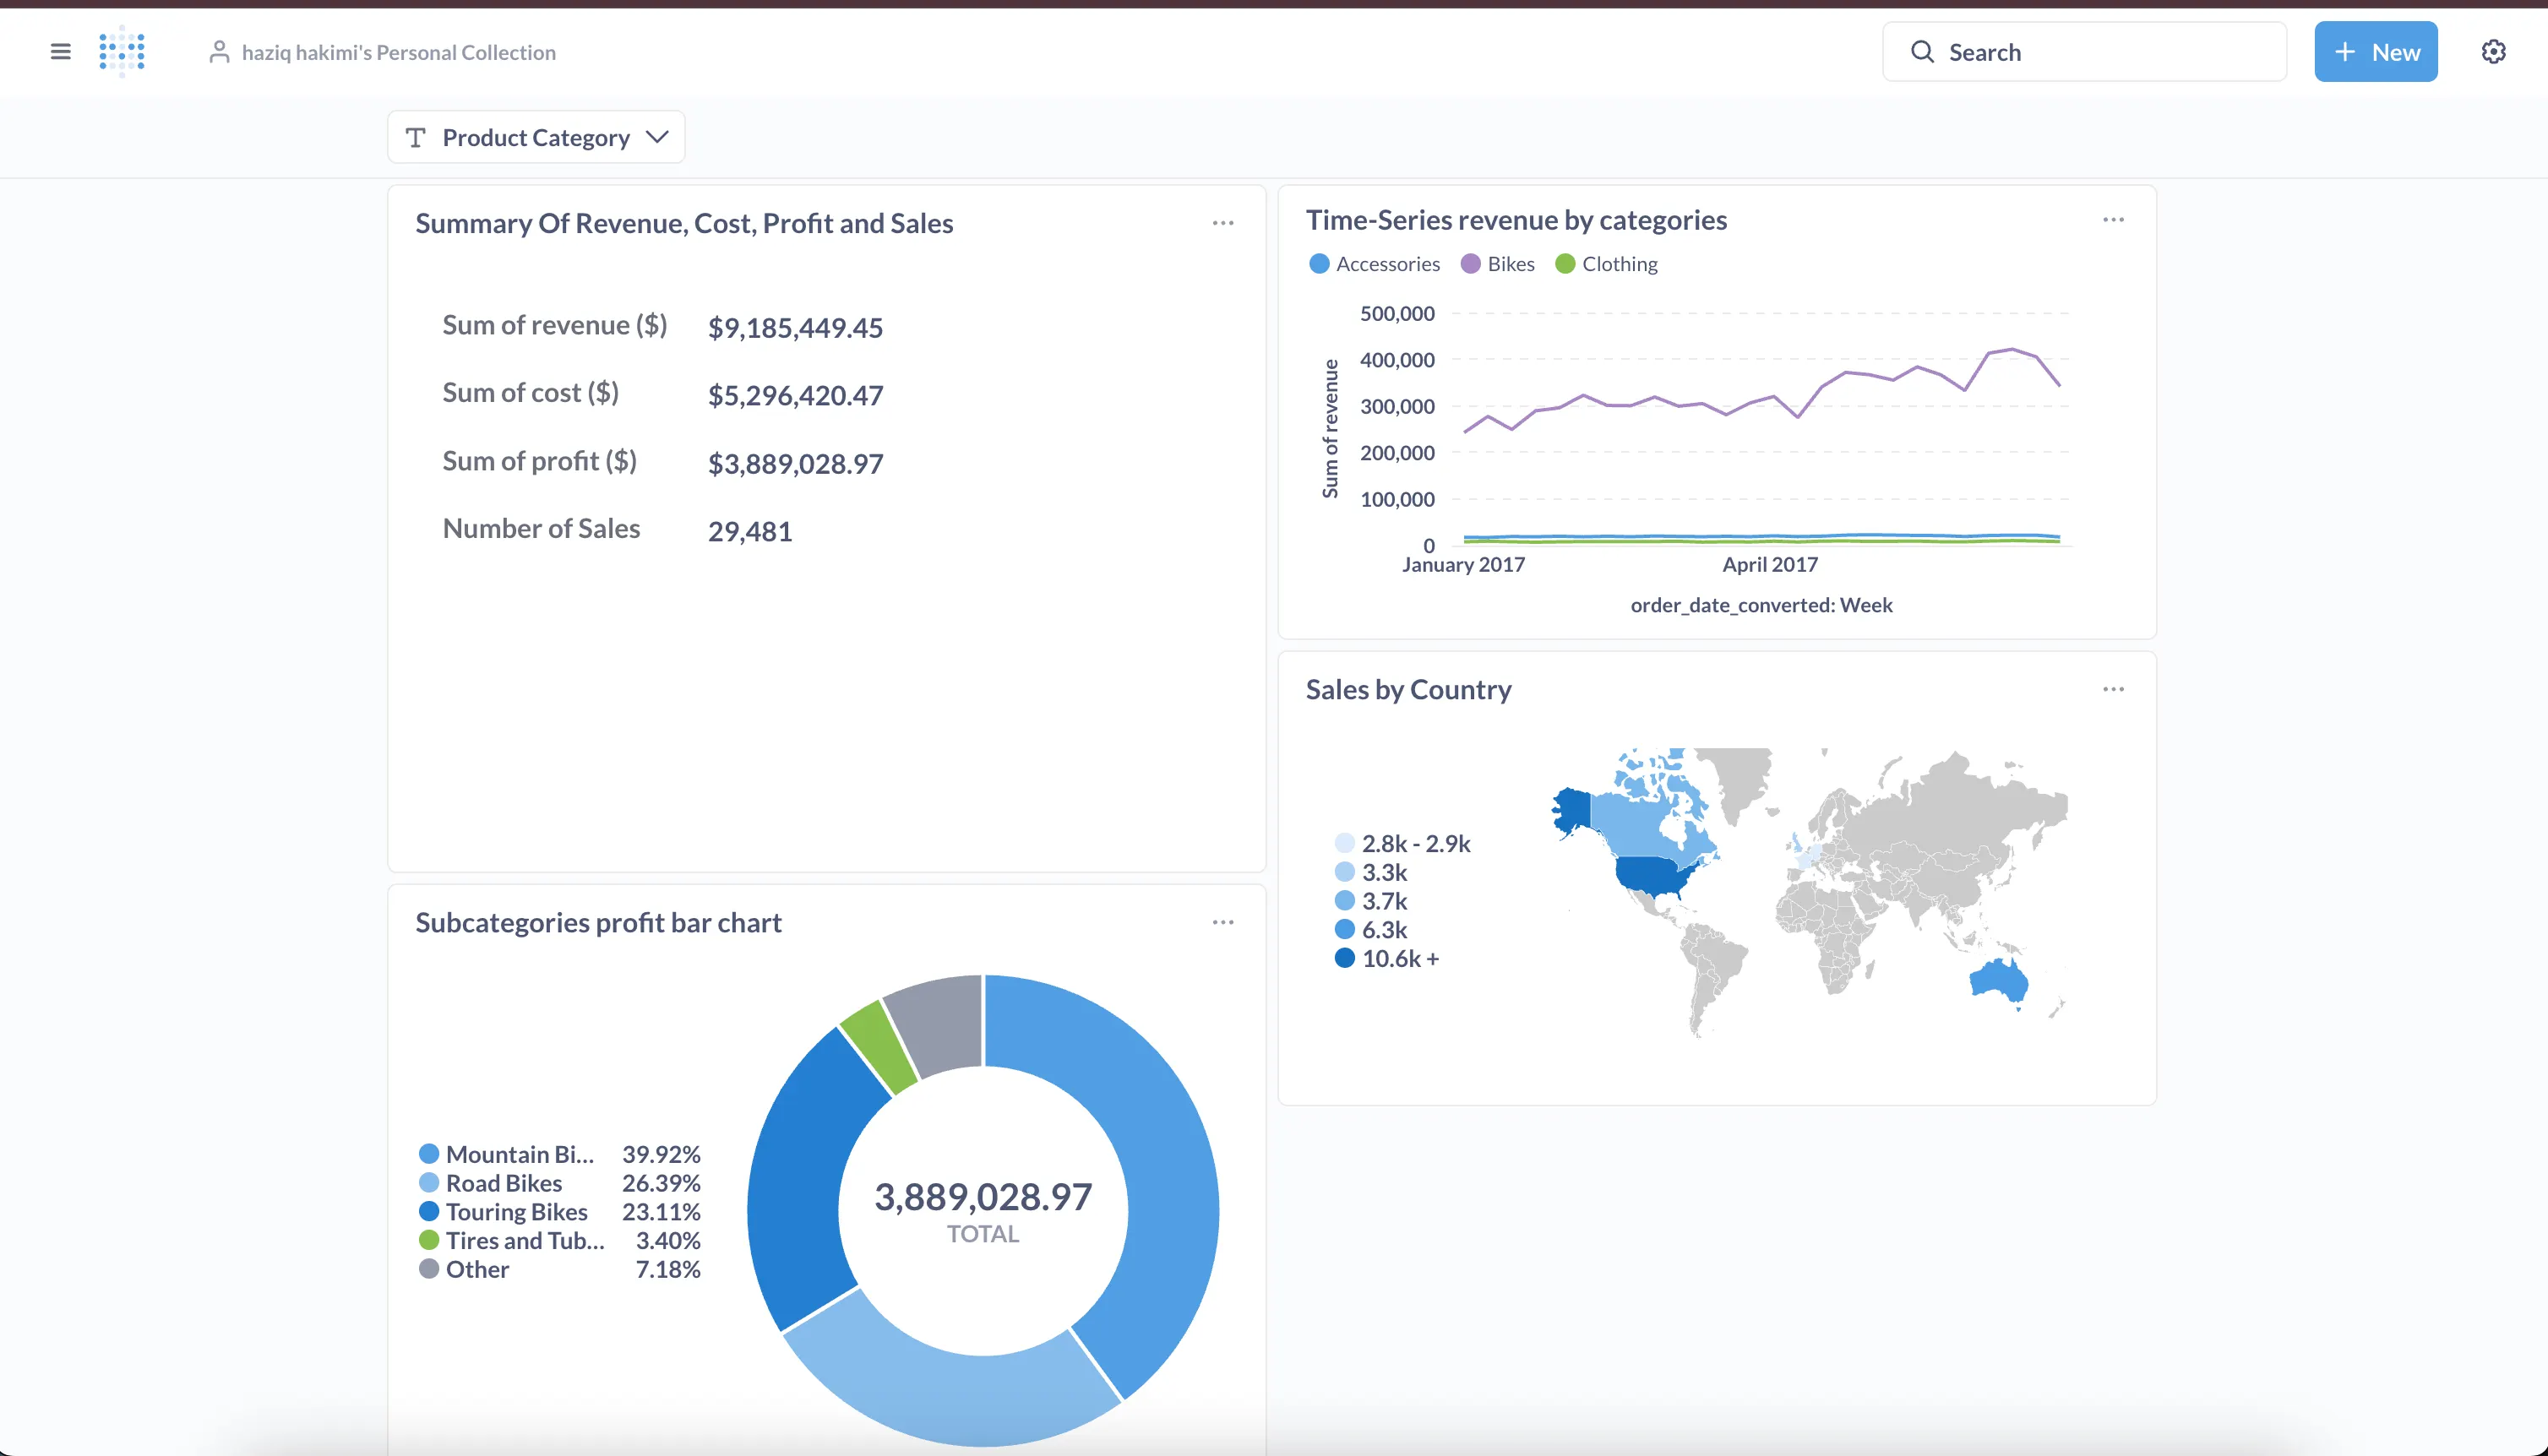 haziq hakimi's Personal Collection
Search
New
Product Category
Summary Of Revenue, Cost, Profit and Sales
Sum of revenue ($) $9,185,449.45
Sum of cost ($) $5,296,420.47
Sum of profit ($) $3,889,028.97
Number of Sales 29,481
Time-Series revenue by categories
Accessories Bikes Clothing
500,000
400,000
300,000
200,000
100,000
0
Sum of revenue
January 2017 April 2017
order_date_converted: Week
Sales by Country
2.8k - 2.9k
3.3k
3.7k
6.3k
10.6k +
Subcategories profit bar chart
Mountain Bi... 39.92%
Road Bikes 26.39%
Touring Bikes 23.11%
Tires and Tub... 3.40%
Other 7.18%
3,889,028.97
TOTAL